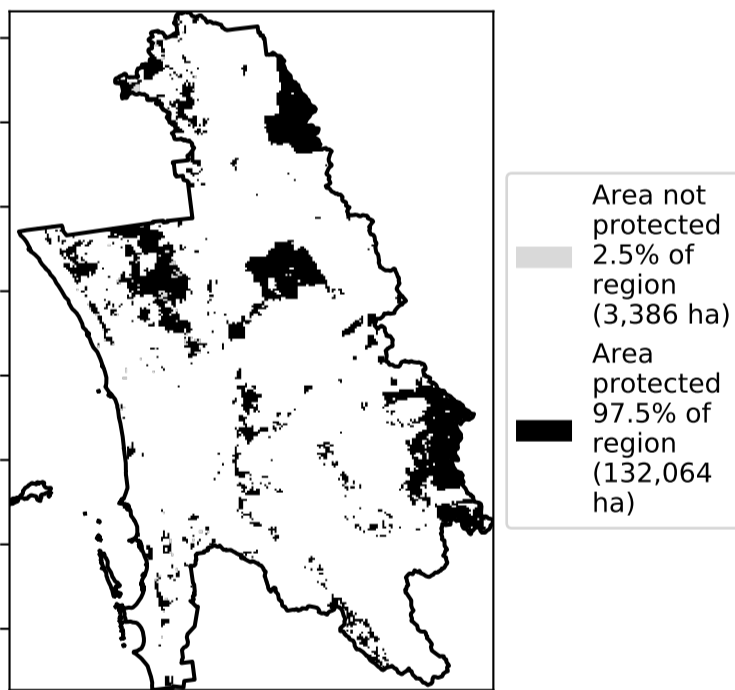 Area not
protected
2.5% of
region
(3,386 ha)
Area
protected
97.5% of
region
(132,064
ha)